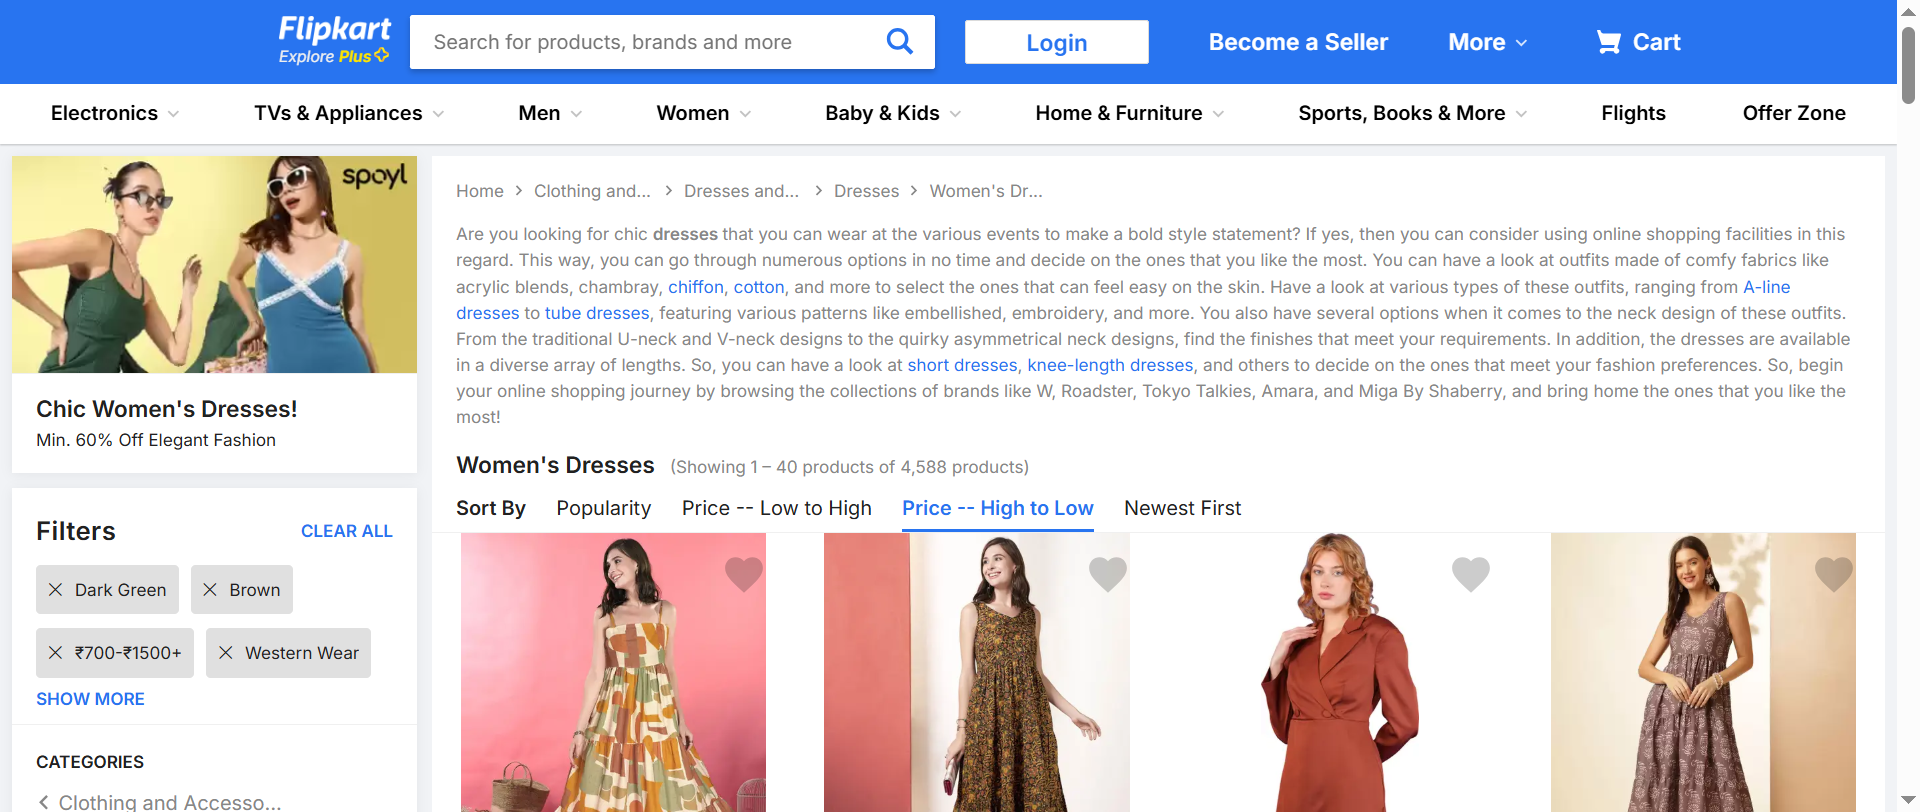 Flipkart
Explore Plus
Search for products, brands and more
Login
Become a Seller
More
Cart
Electronics
TVs & Appliances
Men
Women
Baby & Kids
Home & Furniture
Sports, Books & More
Flights
Offer Zone
spoyl
Chic Women's Dresses!
Min. 60% Off Elegant Fashion
Filters
CLEAR ALL
Dark Green
Brown
₹700-₹1500+
Western Wear
SHOW MORE
CATEGORIES
Clothing and Accesso...
Home
Clothing and...
Dresses and...
Dresses
Women's Dr...
Are you looking for chic dresses that you can wear at the various events to make a bold style statement? If yes, then you can consider using online shopping facilities in this
regard. This way, you can go through numerous options in no time and decide on the ones that you like the most. You can have a look at outfits made of comfy fabrics like
acrylic blends, chambray, chiffon, cotton, and more to select the ones that can feel easy on the skin. Have a look at various types of these outfits, ranging from A-line
dresses to tube dresses, featuring various patterns like embellished, embroidery, and more. You also have several options when it comes to the neck design of these outfits.
From the traditional U-neck and V-neck designs to the quirky asymmetrical neck designs, find the finishes that meet your requirements. In addition, the dresses are available
in a diverse array of lengths. So, you can have a look at short dresses, knee-length dresses, and others to decide on the ones that meet your fashion preferences. So, begin
your online shopping journey by browsing the collections of brands like W, Roadster, Tokyo Talkies, Amara, and Miga By Shaberry, and bring home the ones that you like the
most!
Women's Dresses (Showing 1 – 40 products of 4,588 products)
Sort By
Popularity
Price -- Low to High
Price -- High to Low
Newest First